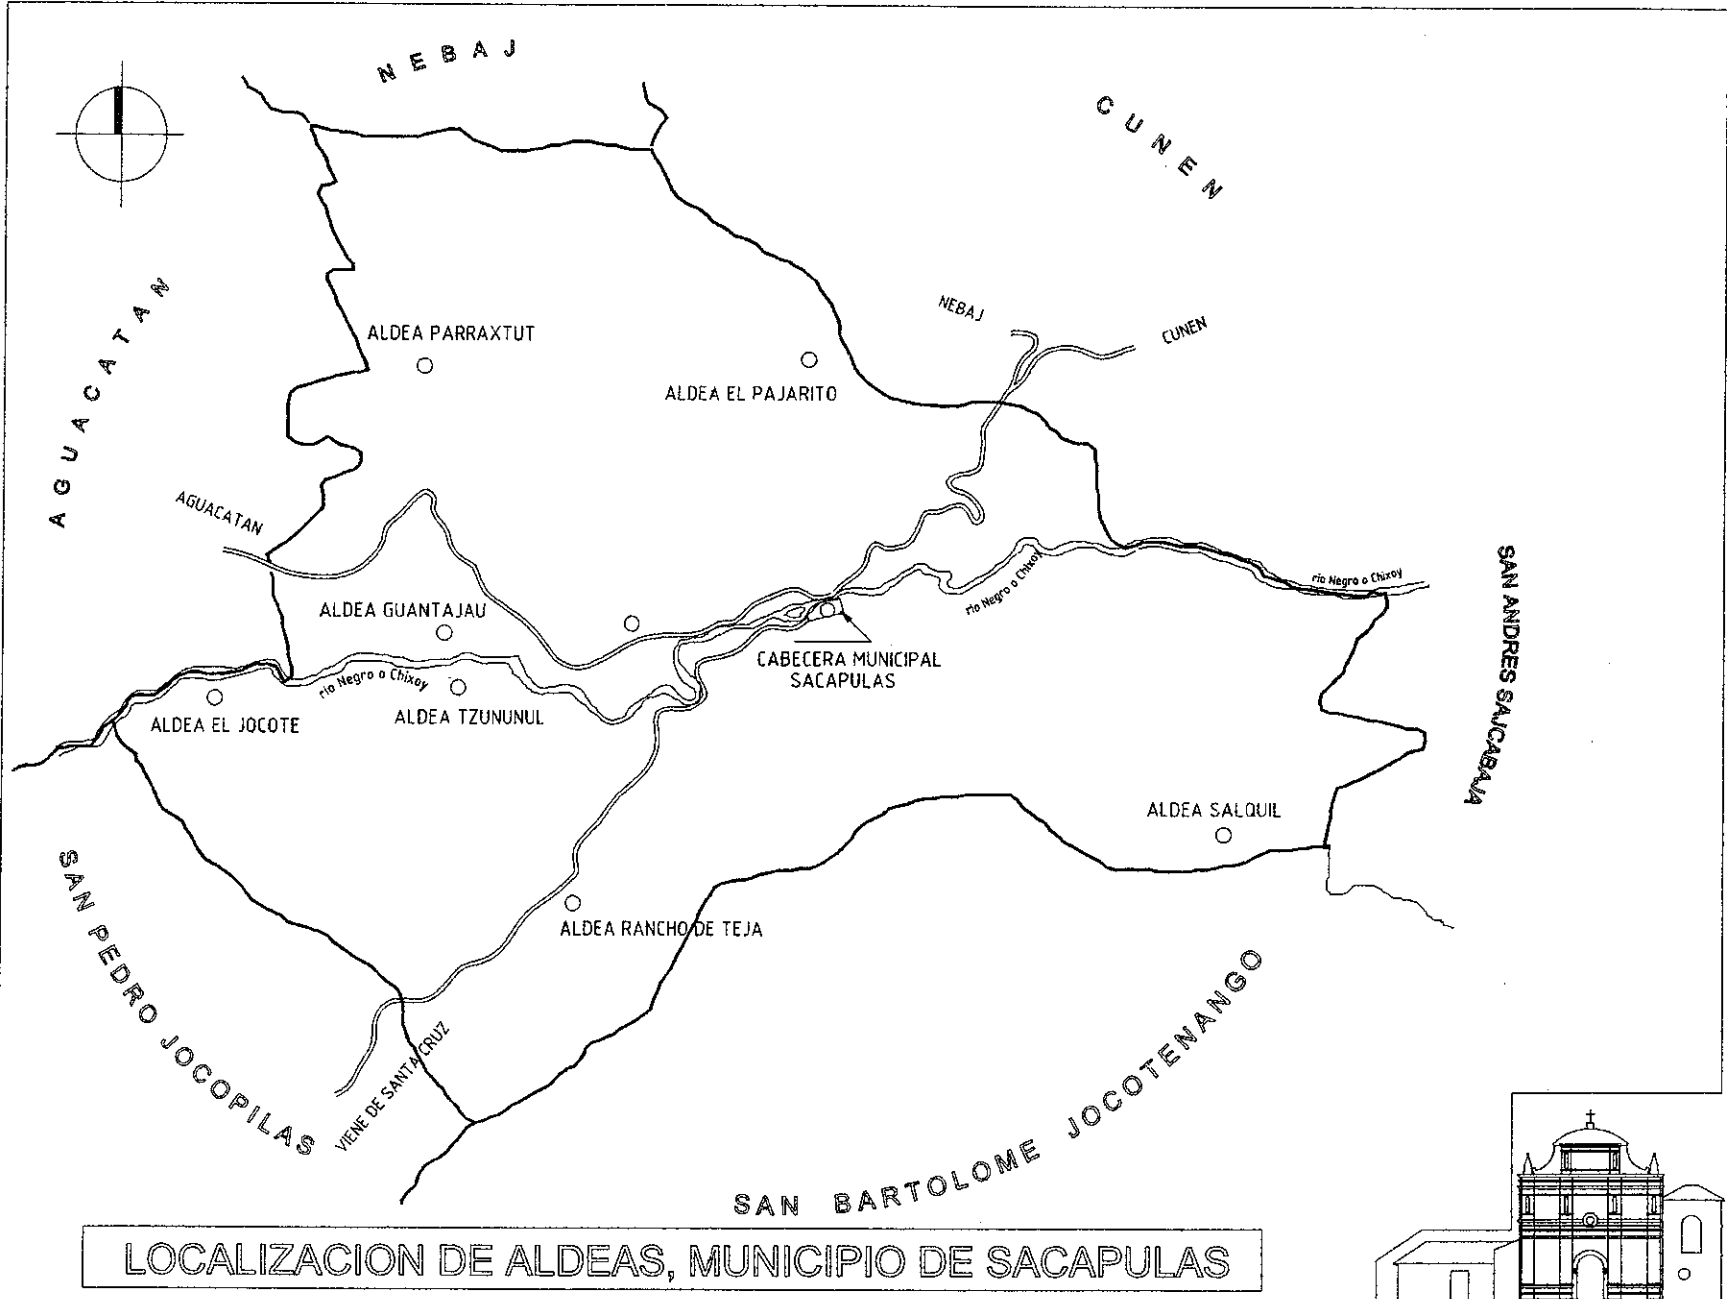 NEBAJ
CUNEN
AGUACATAN
NEBAJ
CUNEN
ALDEA PARRAXTUT
ALDEA EL PAJARITO
AGUACATAN
SAN ANDRES SAJCABAJA
rio Negro o Chixoy
rio Negro o Chixoy
ALDEA GUANTAJAU
CABECERA MUNICIPAL
SACAPULAS
rio Negro o Chixoy
ALDEA EL JOCOTE
ALDEA TZUNUNUL
ALDEA SALQUIL
ALDEA RANCHO DE TEJA
SAN PEDRO JOCOPILAS
VIENE DE SANTA CRUZ
SAN BARTOLOME JOCOTENANGO
LOCALIZACION DE ALDEAS, MUNICIPIO DE SACAPULAS